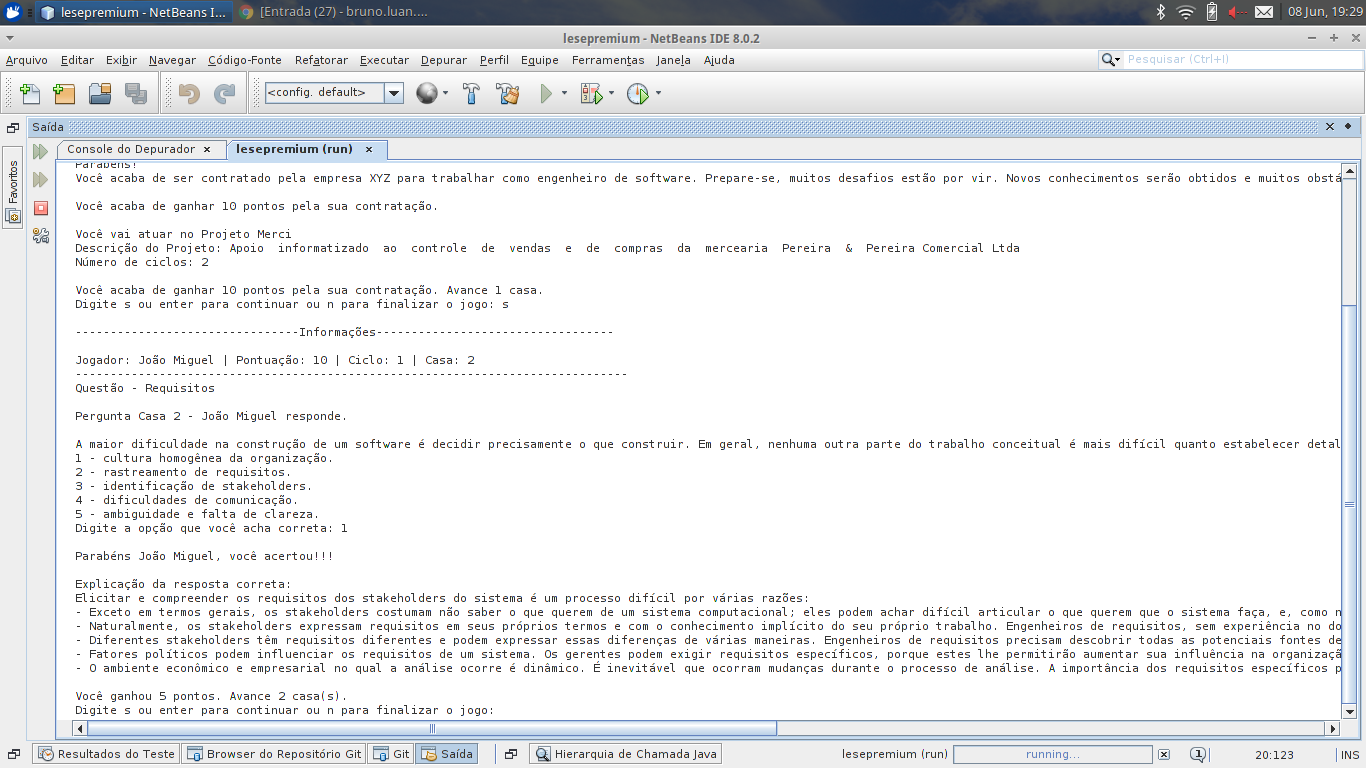 lesepremium - NetBeans I... [Entrada (27) - bruno.luan.... 08 Jun, 19:29
lesepremium - NetBeans IDE 8.0.2
Arquivo Editar Exibir Navegar Código-Fonte Refatorar Executar Depurar Perfil Equipe Ferramentas Janela Ajuda Pesquisar (Ctrl+I)
<config. default>
Saída
Console do Depurador lesepremium (run)
Favoritos
Parabéns!
Você acaba de ser contratado pela empresa XYZ para trabalhar como engenheiro de software. Prepare-se, muitos desafios estão por vir. Novos conhecimentos serão obtidos e muitos obstá
Você acaba de ganhar 10 pontos pela sua contratação.
Você vai atuar no Projeto Merci
Descrição do Projeto: Apoio informatizado ao controle de vendas e de compras da mercearia Pereira & Pereira Comercial Ltda
Número de ciclos: 2
Você acaba de ganhar 10 pontos pela sua contratação. Avance 1 casa.
Digite s ou enter para continuar ou n para finalizar o jogo: s
--------------------------------Informações----------------------------------
Jogador: João Miguel | Pontuação: 10 | Ciclo: 1 | Casa: 2
-------------------------------------------------------------------------------
Questão - Requisitos
Pergunta Casa 2 - João Miguel responde.
A maior dificuldade na construção de um software é decidir precisamente o que construir. Em geral, nenhuma outra parte do trabalho conceitual é mais difícil quanto estabelecer detal
1 - cultura homogênea da organização.
2 - rastreamento de requisitos.
3 - identificação de stakeholders.
4 - dificuldades de comunicação.
5 - ambiguidade e falta de clareza.
Digite a opção que você acha correta: 1
Parabéns João Miguel, você acertou!!!
Explicação da resposta correta:
Elicitar e compreender os requisitos dos stakeholders do sistema é um processo difícil por várias razões:
- Exceto em termos gerais, os stakeholders costumam não saber o que querem de um sistema computacional; eles podem achar difícil articular o que querem que o sistema faça, e, como n
- Naturalmente, os stakeholders expressam requisitos em seus próprios termos e com o conhecimento implícito do seu próprio trabalho. Engenheiros de requisitos, sem experiência no do
- Diferentes stakeholders têm requisitos diferentes e podem expressar essas diferenças de várias maneiras. Engenheiros de requisitos precisam descobrir todas as potenciais fontes de
- Fatores políticos podem influenciar os requisitos de um sistema. Os gerentes podem exigir requisitos específicos, porque estes lhe permitirão aumentar sua influência na organizaçã
- O ambiente econômico e empresarial no qual a análise ocorre é dinâmico. É inevitável que ocorram mudanças durante o processo de análise. A importância dos requisitos específicos p
Você ganhou 5 pontos. Avance 2 casa(s).
Digite s ou enter para continuar ou n para finalizar o jogo:
Resultados do Teste Browser do Repositório Git Git Saída Hierarquia de Chamada Java lesepremium (run) running... 1 20:123 INS